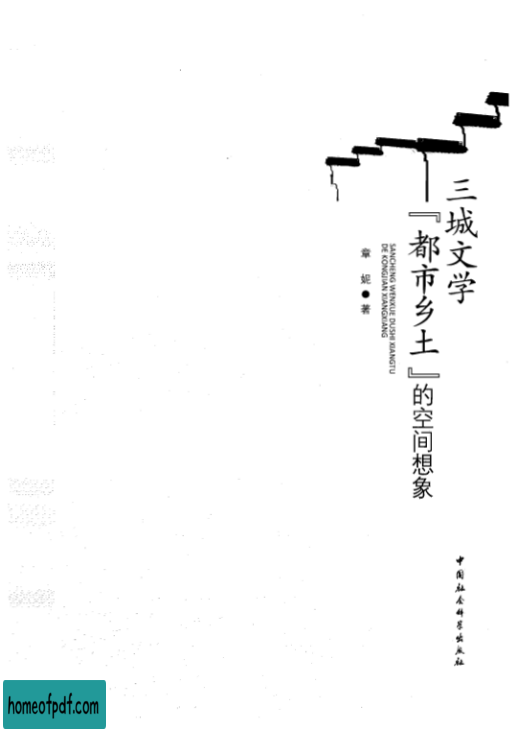 三城文学
『都市乡土』的空间想象
SANCHENG WENXUE DUSHI XIANGTU
DE KONGJIAN XIANGXIANG
章妮●著
中国社会科学出版社
homeofpdf.com